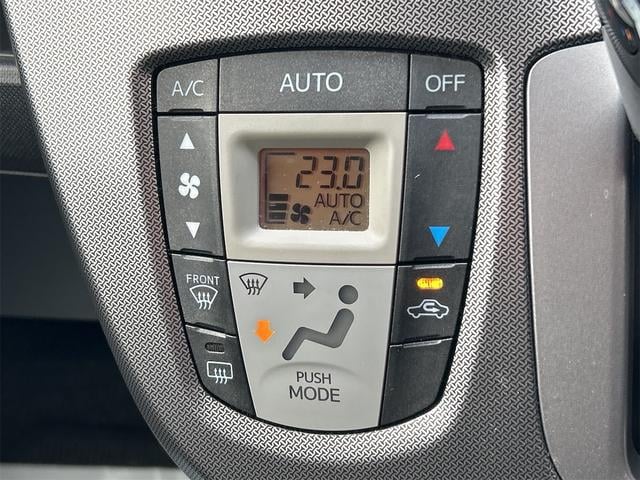 A/C AUTO OFF
23.0
AUTO
A/C
FRONT
PUSH
MODE